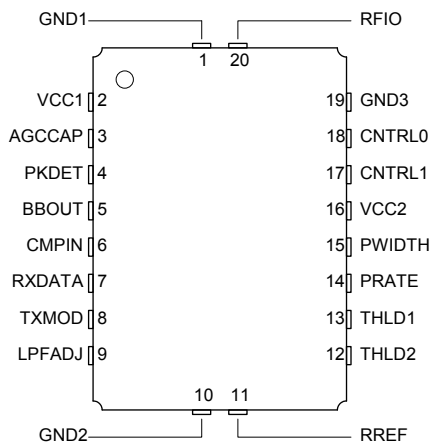 GND1 RFIO
1 20
VCC1 2 19 GND3
AGCCAP 3 18 CNTRL0
PKDET 4 17 CNTRL1
BBOUT 5 16 VCC2
CMPIN 6 15 PWIDTH
RXDATA 7 14 PRATE
TXMOD 8 13 THLD1
LPFADJ 9 12 THLD2
10 11
GND2 RREF